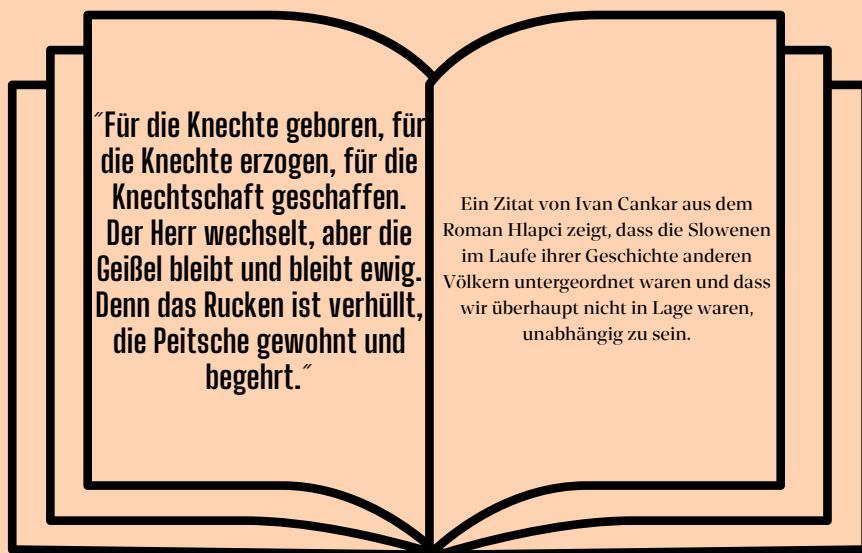 ˝Für die Knechte geboren, für
die Knechte erzogen, für die
Knechtschaft geschaffen.
Der Herr wechselt, aber die
Geißel bleibt und bleibt ewig.
Denn das Rucken ist verhüllt,
die Peitsche gewohnt und
begehrt.˝
Ein Zitat von Ivan Cankar aus dem
Roman Hlapci zeigt, dass die Slowenen
im Laufe ihrer Geschichte anderen
Völkern untergeordnet waren und dass
wir überhaupt nicht in Lage waren,
unabhängig zu sein.